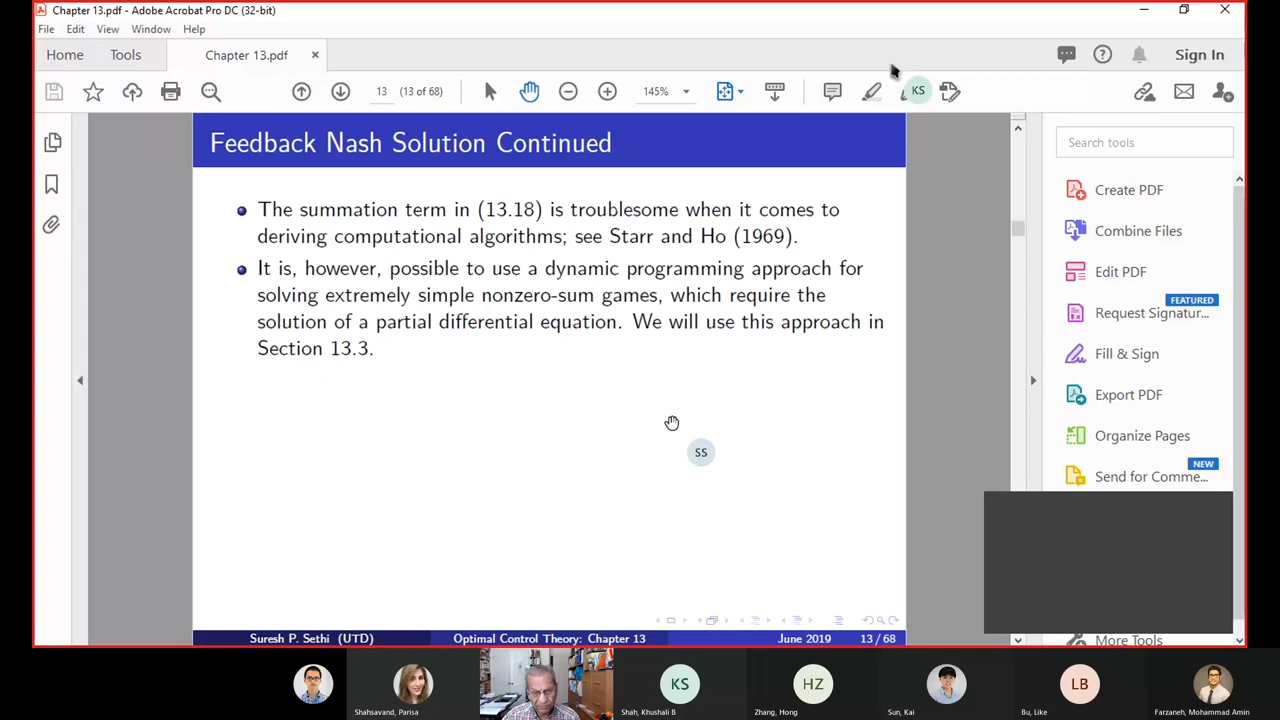 Chapter 13.pdf - Adobe Acrobat Pro DC (32-bit)
File Edit View Window Help
Home Tools Chapter 13.pdf × Sign In
13 (13 of 68) 145% KS
Feedback Nash Solution Continued
The summation term in (13.18) is troublesome when it comes to
deriving computational algorithms; see Starr and Ho (1969).
It is, however, possible to use a dynamic programming approach for
solving extremely simple nonzero-sum games, which require the
solution of a partial differential equation. We will use this approach in
Section 13.3.
SS
Suresh P. Sethi (UTD) Optimal Control Theory: Chapter 13 June 2019 13 / 68
Search tools
Create PDF
Combine Files
Edit PDF
FEATURED
Request Signatur...
Fill & Sign
Export PDF
Organize Pages
NEW
Send for Comme...
More Tools
KS HZ LB
Shahsavand, Parisa Shah, Khushali B Zhang, Hong Sun, Kai Bu, Like Farzaneh, Mohammad Amin